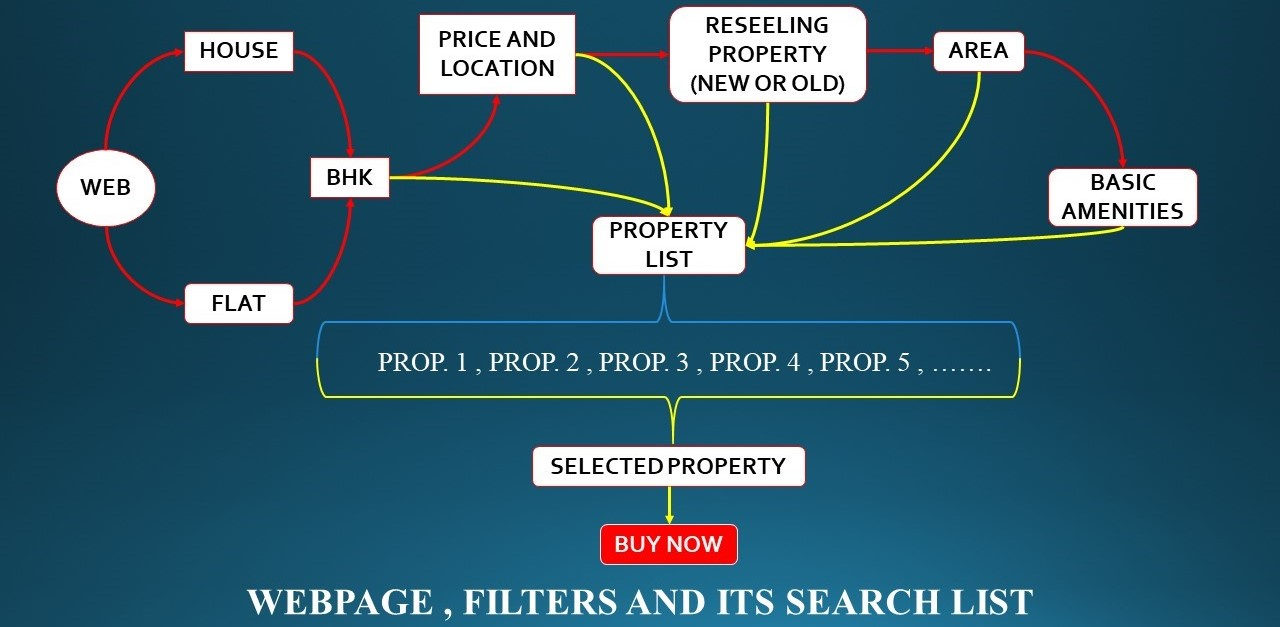 HOUSE
PRICE AND
LOCATION
RESEELING
PROPERTY
(NEW OR OLD)
AREA
WEB
BHK
BASIC
AMENITIES
FLAT
PROPERTY
LIST
PROP. 1 , PROP. 2 , PROP. 3 , PROP. 4 , PROP. 5 , .......
SELECTED PROPERTY
BUY NOW
WEBPAGE , FILTERS AND ITS SEARCH LIST